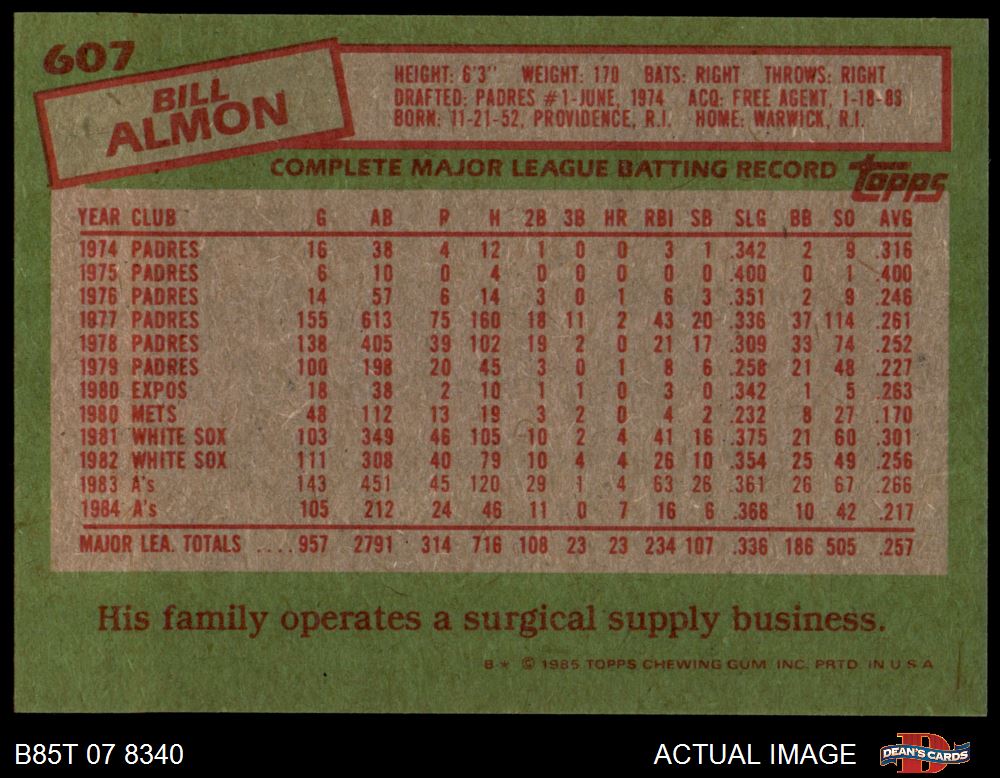 607
BILL
ALMON
HEIGHT: 6'3" WEIGHT: 170 BATS: RIGHT THROWS: RIGHT
DRAFTED: PADRES #1-JUNE, 1974 ACQ: FREE AGENT, 1-18-83
BORN: 11-21-52, PROVIDENCE, R.I. HOME: WARWICK, R.I.
COMPLETE MAJOR LEAGUE BATTING RECORD topps
YEAR CLUB G AB R H 2B 3B HR RBI SB SLG BB SO AVG
1974 PADRES 16 38 4 12 1 0 0 3 1 .342 2 9 .316
1975 PADRES 6 10 0 4 0 0 0 0 0 .400 0 1 .400
1976 PADRES 14 57 6 14 3 0 1 6 3 .351 2 9 .246
1977 PADRES 155 613 75 160 18 11 2 43 20 .336 37 114 .261
1978 PADRES 138 405 39 102 19 2 0 21 17 .309 33 74 .252
1979 PADRES 100 198 20 45 3 0 1 8 6 .258 21 48 .227
1980 EXPOS 18 38 2 10 1 1 0 3 0 .342 1 5 .263
1980 METS 48 112 13 19 3 2 0 4 2 .232 8 27 .170
1981 WHITE SOX 103 349 46 105 10 2 4 41 16 .375 21 60 .301
1982 WHITE SOX 111 308 40 79 10 4 4 26 10 .354 25 49 .256
1983 A's 143 451 45 120 29 1 4 63 26 .361 26 67 .266
1984 A's 105 212 24 46 11 0 7 16 6 .368 10 42 .217
MAJOR LEA. TOTALS ....957 2791 314 716 108 23 23 234 107 .336 186 505 .257
His family operates a surgical supply business.
B* © 1985 TOPPS CHEWING GUM INC. PRTD. IN U S A
B85T 07 8340 ACTUAL IMAGE DEAN'S CARDS